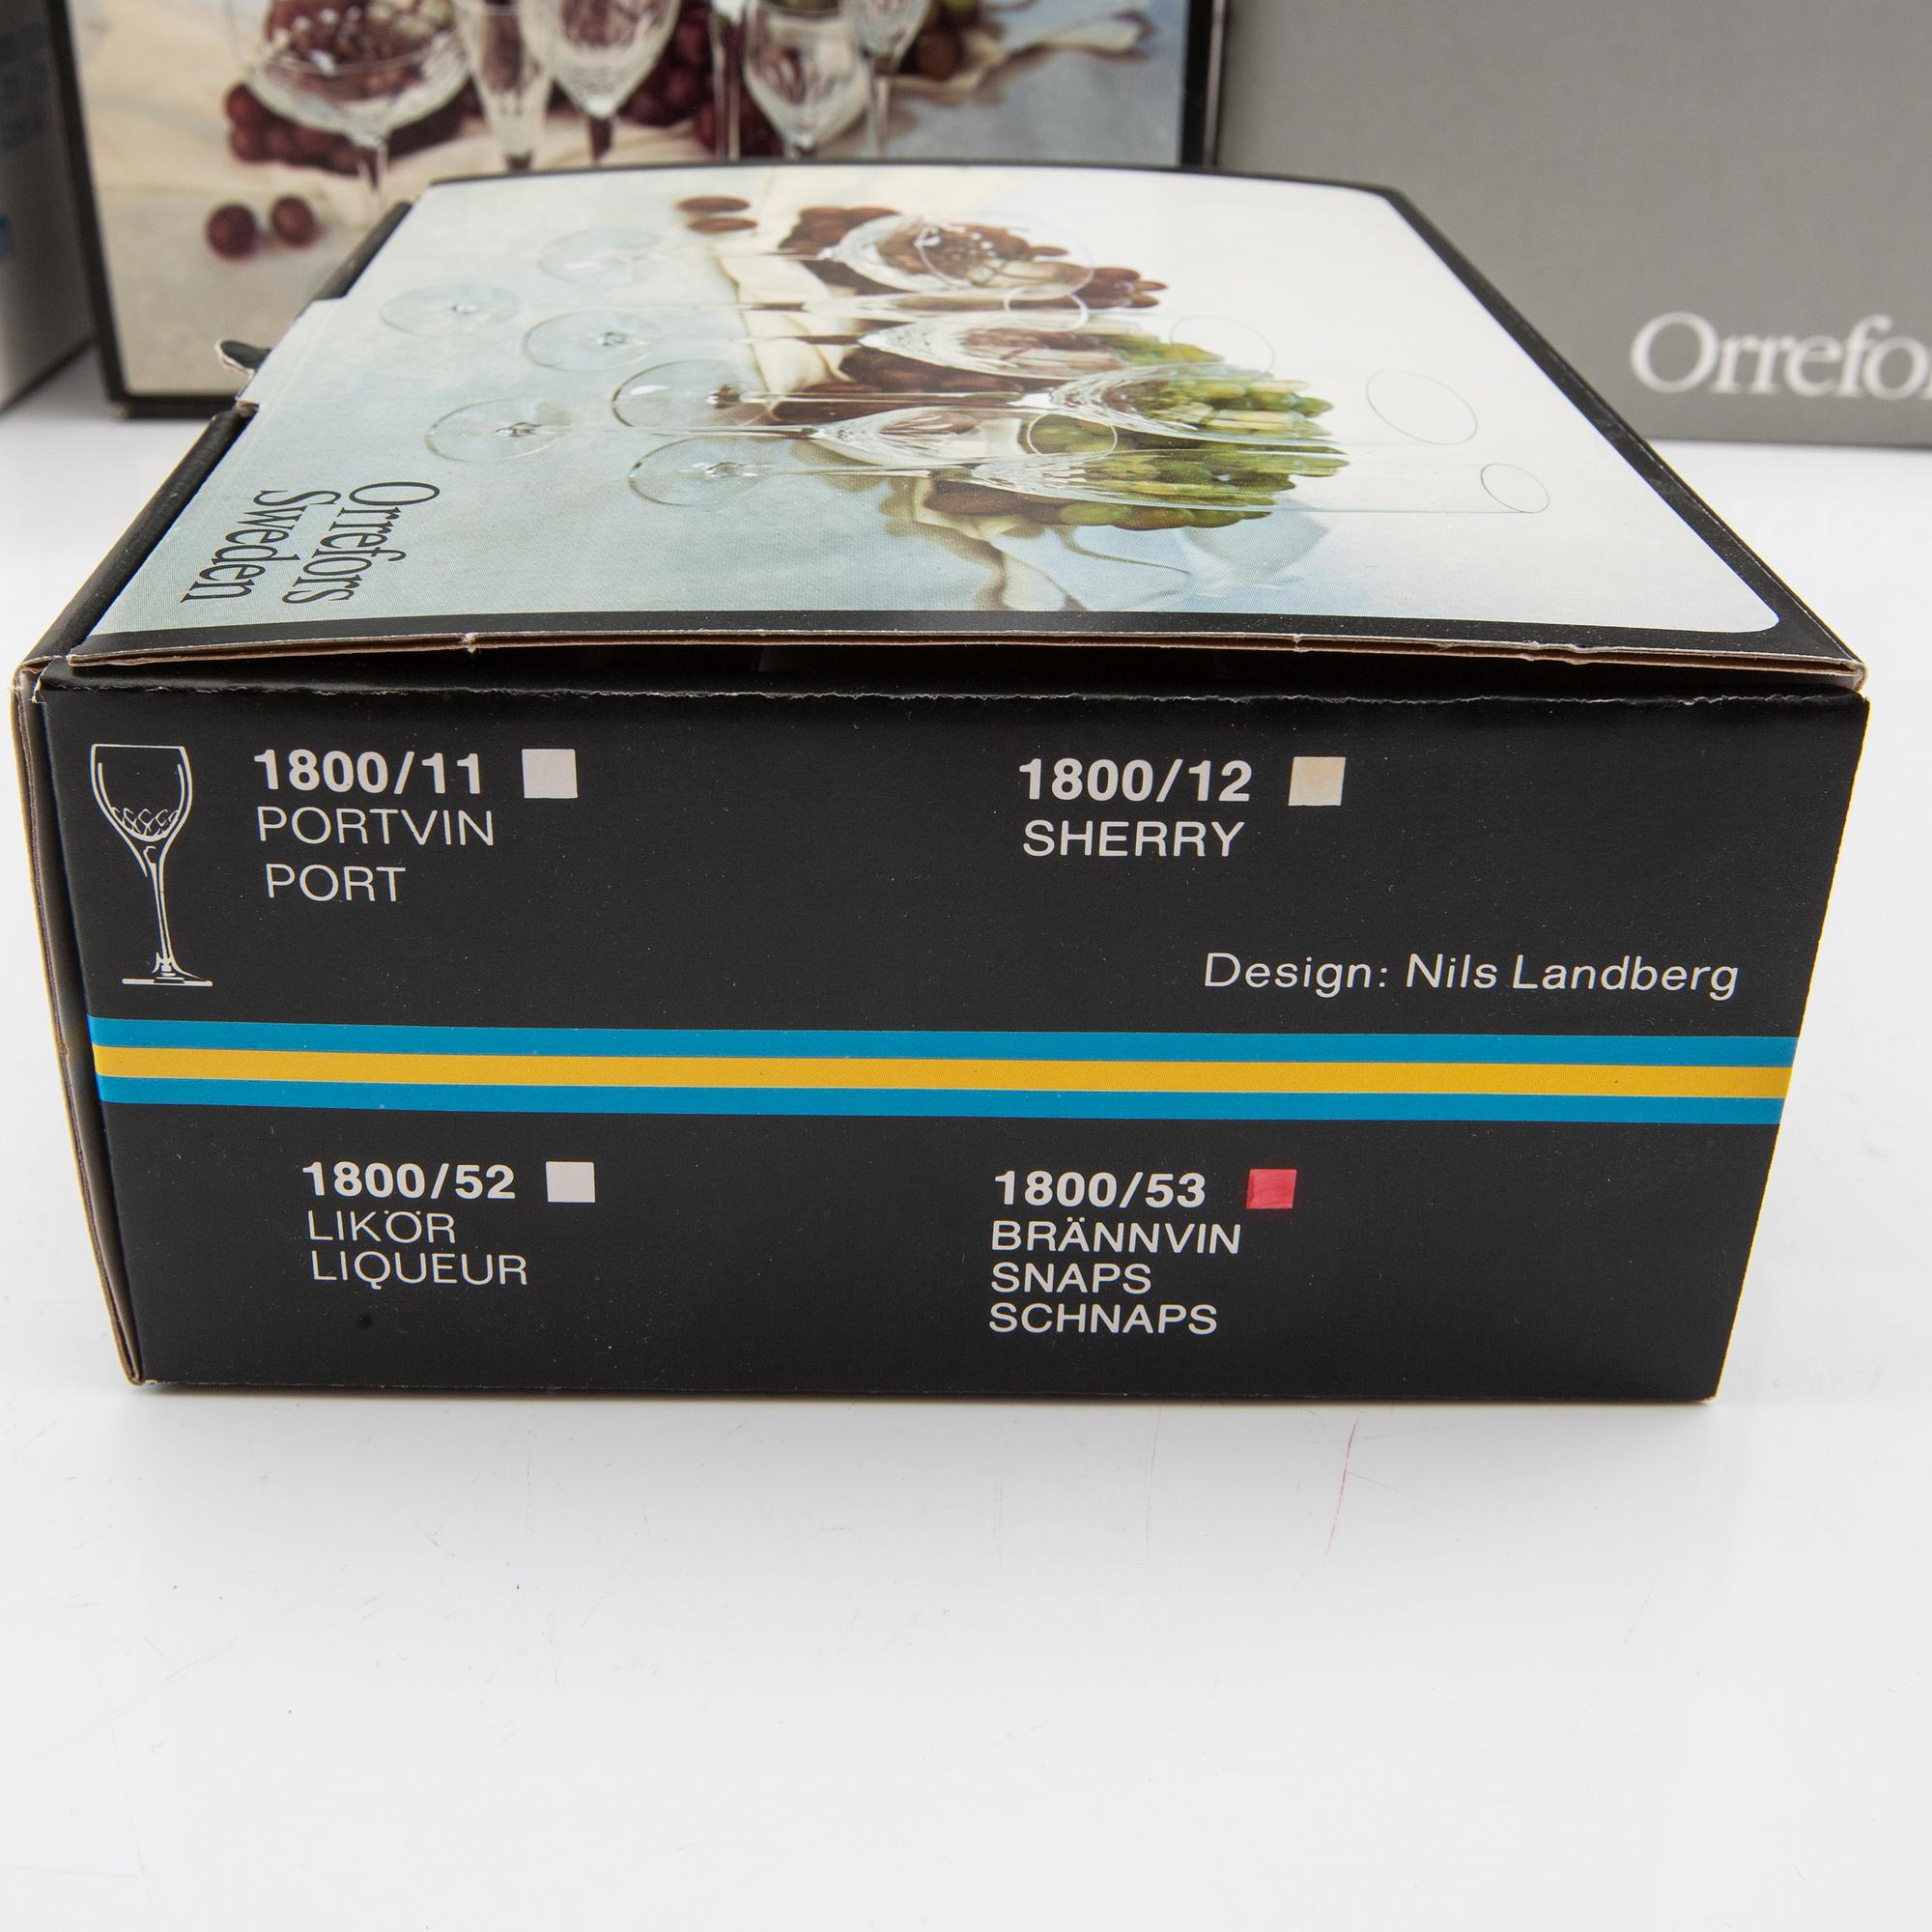 Orrefors
Sweden
1800/11
PORTVIN
PORT
1800/12
SHERRY
Design: Nils Landberg
1800/52
LIKÖR
LIQUEUR
1800/53
BRÄNNVIN
SNAPS
SCHNAPS